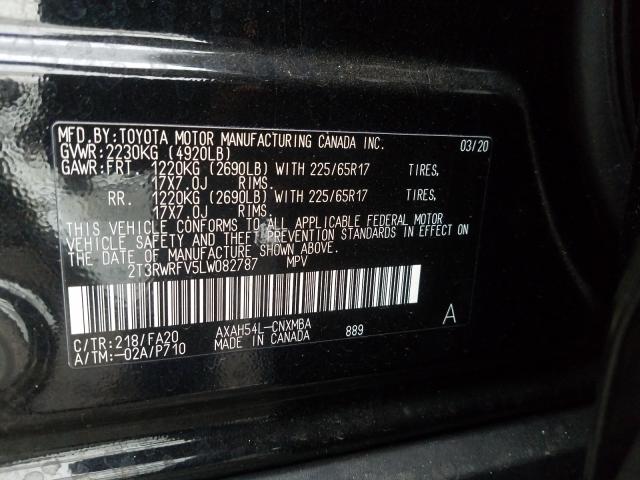 MFD.BY:TOYOTA MOTOR MANUFACTURING CANADA INC. 03/20
GVWR:2230KG (4920LB)
GAWR:FRT. 1220KG (2690LB) WITH 225/65R17 TIRES,
17X7.0J RIMS.
RR. 1220KG (2690LB) WITH 225/65R17 TIRES,
17X7.0J RIMS.
THIS VEHICLE CONFORMS TO ALL APPLICABLE FEDERAL MOTOR
VEHICLE SAFETY AND THEFT PREVENTION STANDARDS IN EFFECT ON
THE DATE OF MANUFACTURE SHOWN ABOVE.
2T3RWRFV5LW082787 MPV
C/TR:218/FA20 AXAH54L-CNXMBA 889 A
A/TM:-02A/P710 MADE IN CANADA